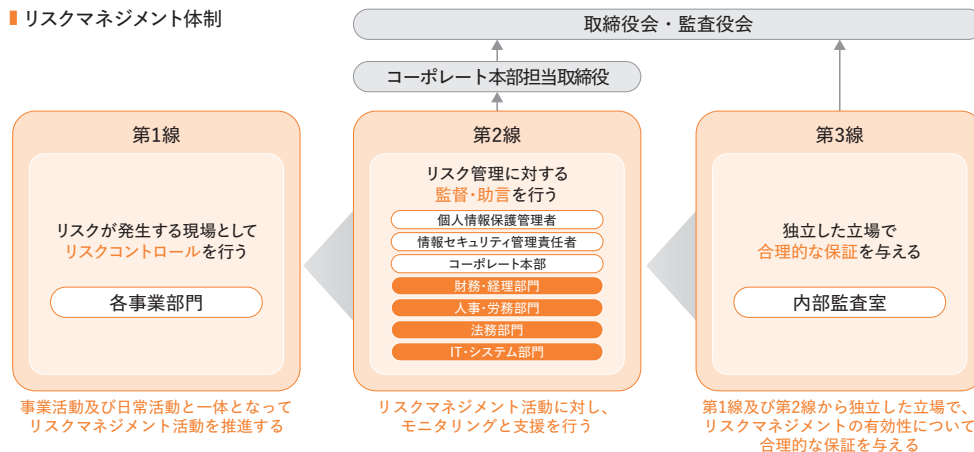 リスクマネジメント体制
取締役会・監査役会
コーポレート本部担当取締役
第1線
リスクが発生する現場として
リスクコントロールを行う
各事業部門
事業活動及び日常活動と一体となって
リスクマネジメント活動を推進する
第2線
リスク管理に対する
監督・助言を行う
個人情報保護管理者
情報セキュリティ管理責任者
コーポレート本部
財務・経理部門
人事・労務部門
法務部門
IT・システム部門
リスクマネジメント活動に対し、
モニタリングと支援を行う
第3線
独立した立場で
合理的な保証を与える
内部監査室
第1線及び第2線から独立した立場で、
リスクマネジメントの有効性について
合理的な保証を与える